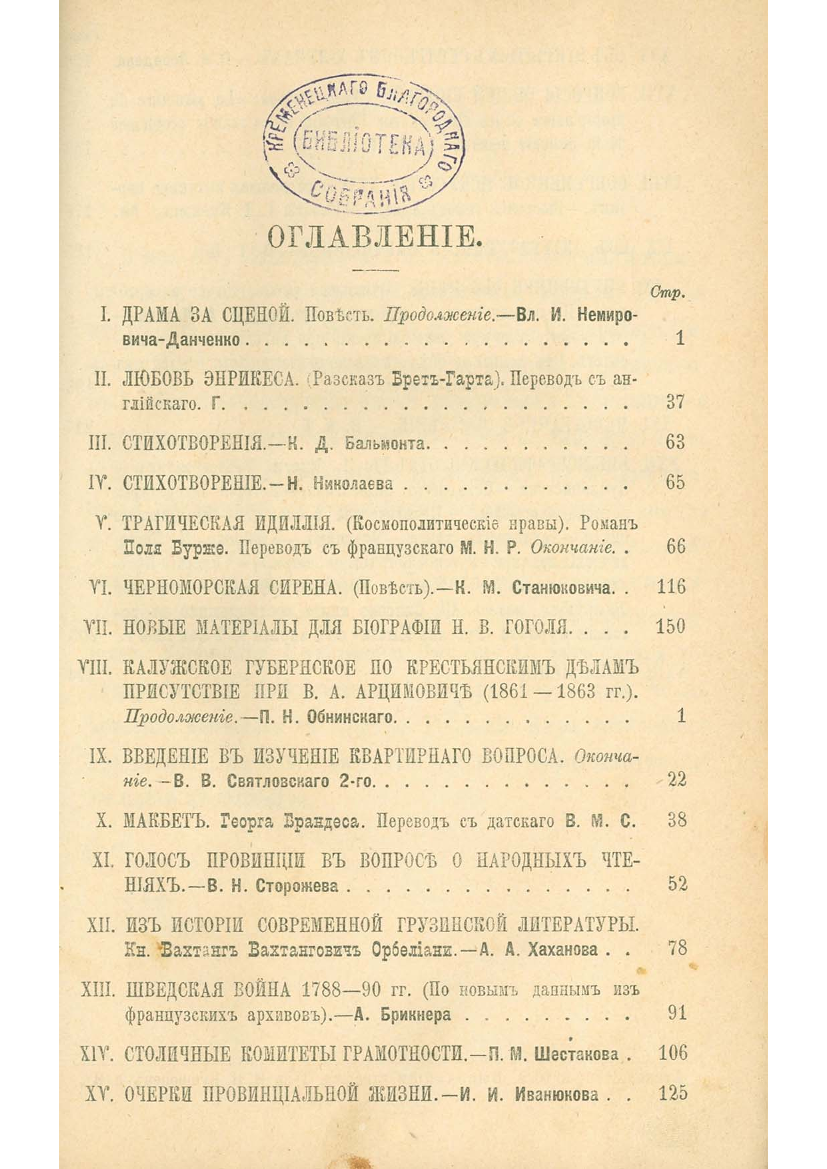 КРЕМЕНЕЦКАГО БЛАГОРОДНАГО
БИБЛІОТЕКА
СОБРАНІЯ
ОГЛАВЛЕНІЕ.
Стр.
I. ДРАМА ЗА СЦЕНОЙ. Повѣсть. Продолженіе.—Вл. И. Немиро-
вича-Данченко . . . . . . . . . . . . . . . . . . . 1
II. ЛЮБОВЬ ЭНРИКЕСА. (Разсказъ Бретъ-Гарта). Переводъ съ ан-
глійскаго. Г. . . . . . . . . . . . . . . . . . . . 37
III. СТИХОТВОРЕНІЯ.—К. Д. Бальмонта. . . . . . . . . . . 63
IV. СТИХОТВОРЕНІЕ.—Н. Николаева . . . . . . . . . . . . 65
V. ТРАГИЧЕСКАЯ ИДИЛЛІЯ. (Космополитическіе нравы). Романъ
Поля Бурже. Переводъ съ французскаго М. Н. Р. Окончаніе. . 66
VI. ЧЕРНОМОРСКАЯ СИРЕНА. (Повѣсть).—К. М. Станюковича. . 116
VII. НОВЫЕ МАТЕРІАЛЫ ДЛЯ БІОГРАФІИ Н. В. ГОГОЛЯ. . . . 150
VIII. КАЛУЖСКОЕ ГУБЕРНСКОЕ ПО КРЕСТЬЯНСКИМЪ ДѢЛАМЪ
ПРИСУТСТВІЕ ПРИ В. А. АРЦИМОВИЧѢ (1861 — 1863 гг.).
Продолженіе.—П. Н. Обнинскаго. . . . . . . . . . . . . 1
IX. ВВЕДЕНІЕ ВЪ ИЗУЧЕНІЕ КВАРТИРНАГО ВОПРОСА. Оконча-
ніе. — В. В. Святловскаго 2-го. . . . . . . . . . . . . . 22
X. МАКБЕТЪ. Георга Брандеса. Переводъ съ датскаго В. М. С. 38
XI. ГОЛОСЪ ПРОВИНЦІИ ВЪ ВОПРОСѢ О НАРОДНЫХЪ ЧТЕ-
НІЯХЪ.—В. Н. Сторожева . . . . . . . . . . . . . . . 52
XII. ИЗЪ ИСТОРІИ СОВРЕМЕННОЙ ГРУЗИНСКОЙ ЛИТЕРАТУРЫ.
Кн. Вахтангъ Вахтанговичъ Орбеліани.—А. А. Хаханова . . 78
XIII. ШВЕДСКАЯ ВОЙНА 1788—90 гг. (По новымъ даннымъ изъ
французскихъ архивовъ).—А. Брикнера . . . . . . . . . 91
XIV. СТОЛИЧНЫЕ КОМИТЕТЫ ГРАМОТНОСТИ.—П. М. Шестакова . 106
XV. ОЧЕРКИ ПРОВИНЦІАЛЬНОЙ ЖИЗНИ.—И. И. Иванюкова . . 125